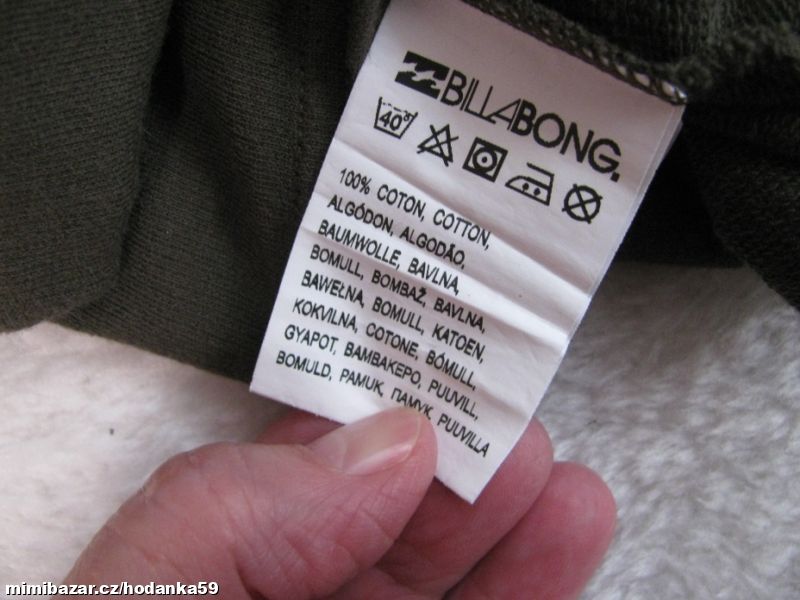 BILLABONG.
40°
100% COTON, COTTON,
ALGÓDON, ALGODÃO,
BAUMWOLLE, BAVLNA,
BOMULL, BOMBAŽ, BAVLNA,
BAWEŁNA, BOMULL, KATOEN,
KOKVILNA, COTONE, BÓMULL,
GYAPOT, BAMBAKEPO, PUUVILL,
BOMULD, PAMUK, ПАМУК, PUUVILLA
mimibazar.cz/hodanka59